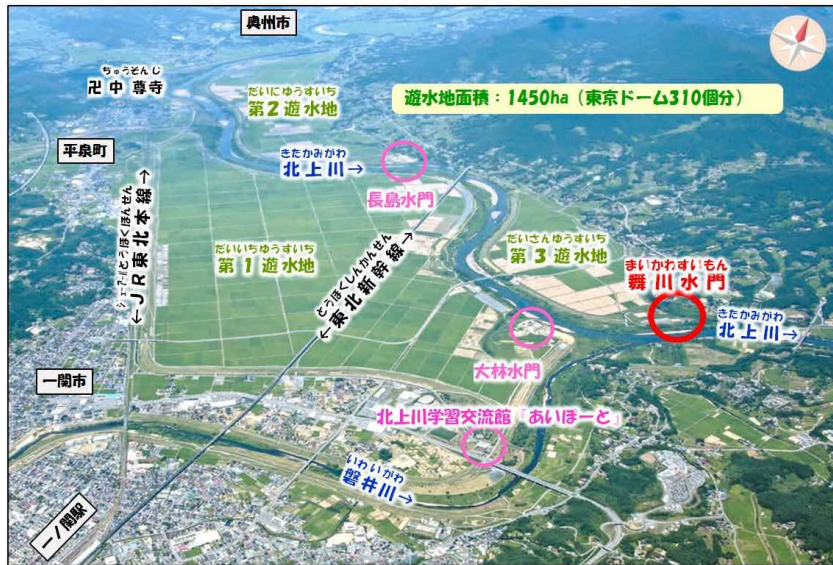 奥州市
ちゅうそんじ
卍中尊寺
だいにゆうすいち
第2遊水地
遊水地面積：1450ha（東京ドーム310個分）
平泉町
きたかみがわ
北上川→
長島水門
ジェーアールとうほくほんせん
←JR東北本線→
だいいちゆうすいち
第1遊水地
とうほくしんかんせん
←東北新幹線→
だいさんゆうすいち
第3遊水地
まいかわすいもん
舞川水門
きたかみがわ
北上川→
大林水門
一関市
北上川学習交流館「あいぽーと」
いわいがわ
磐井川→
一ノ関駅